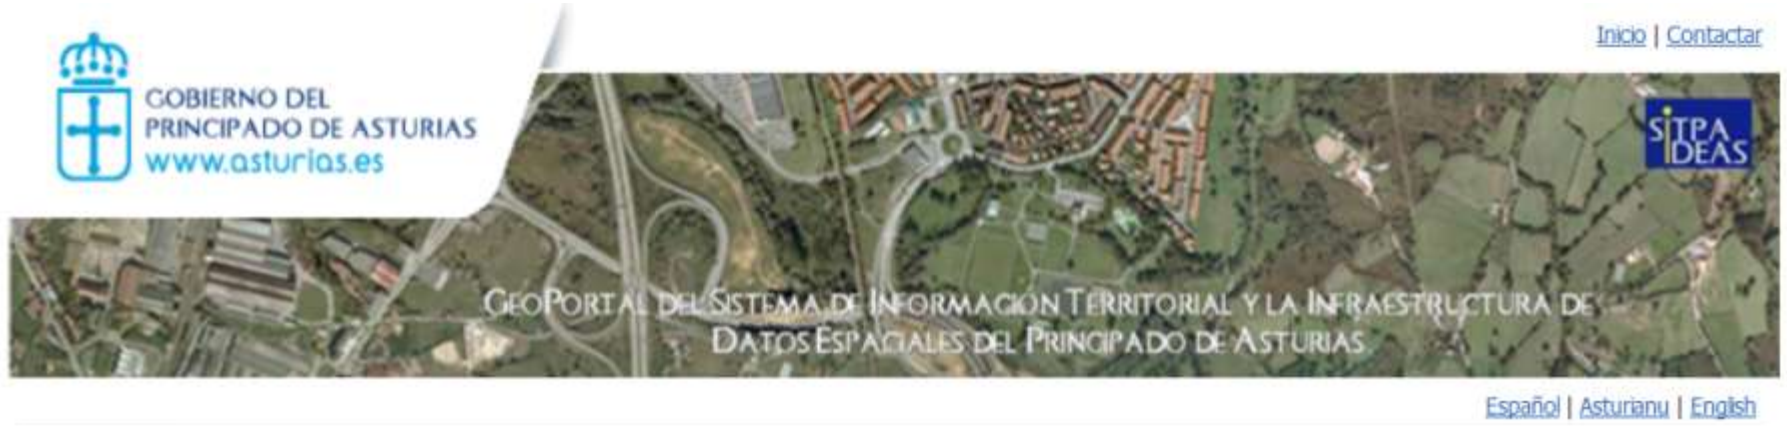 Inicio | Contactar
GOBIERNO DEL
PRINCIPADO DE ASTURIAS
www.asturias.es
SITPA
IDEAS
GEOPORTAL DEL SISTEMA DE INFORMACIÓN TERRITORIAL Y LA INFRAESTRUCTURA DE
DATOS ESPACIALES DEL PRINCIPADO DE ASTURIAS
Español | Asturianu | English